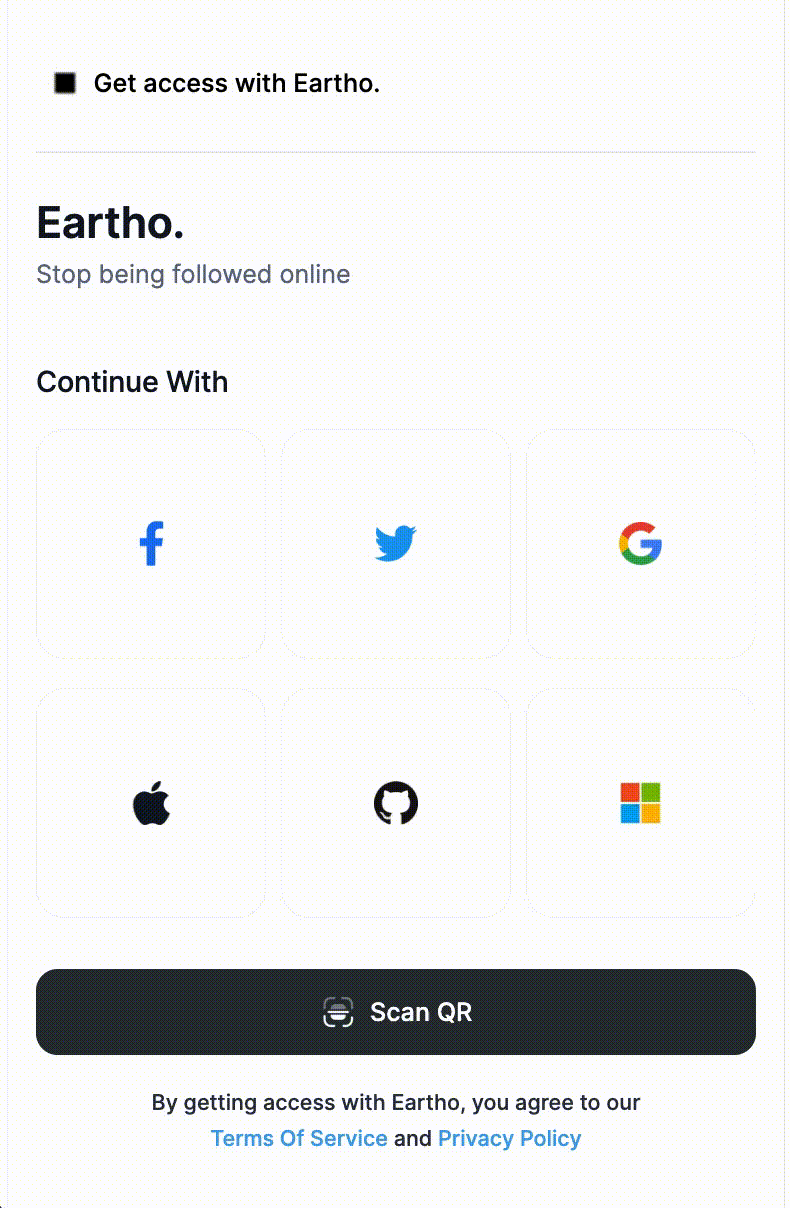 Get access with Eartho.
Eartho.
Stop being followed online
Continue With
Scan QR
By getting access with Eartho, you agree to our
Terms Of Service and Privacy Policy